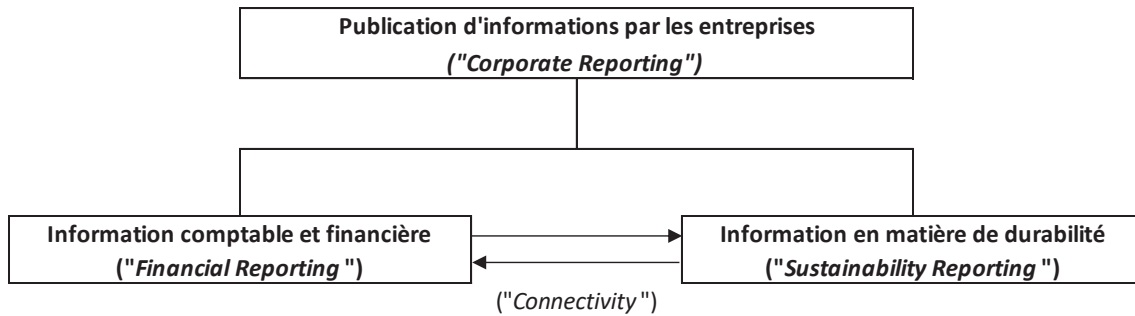 Publication d'informations par les entreprises
("Corporate Reporting")
Information comptable et financière
("Financial Reporting ")
Information en matière de durabilité
("Sustainability Reporting ")
("Connectivity ")